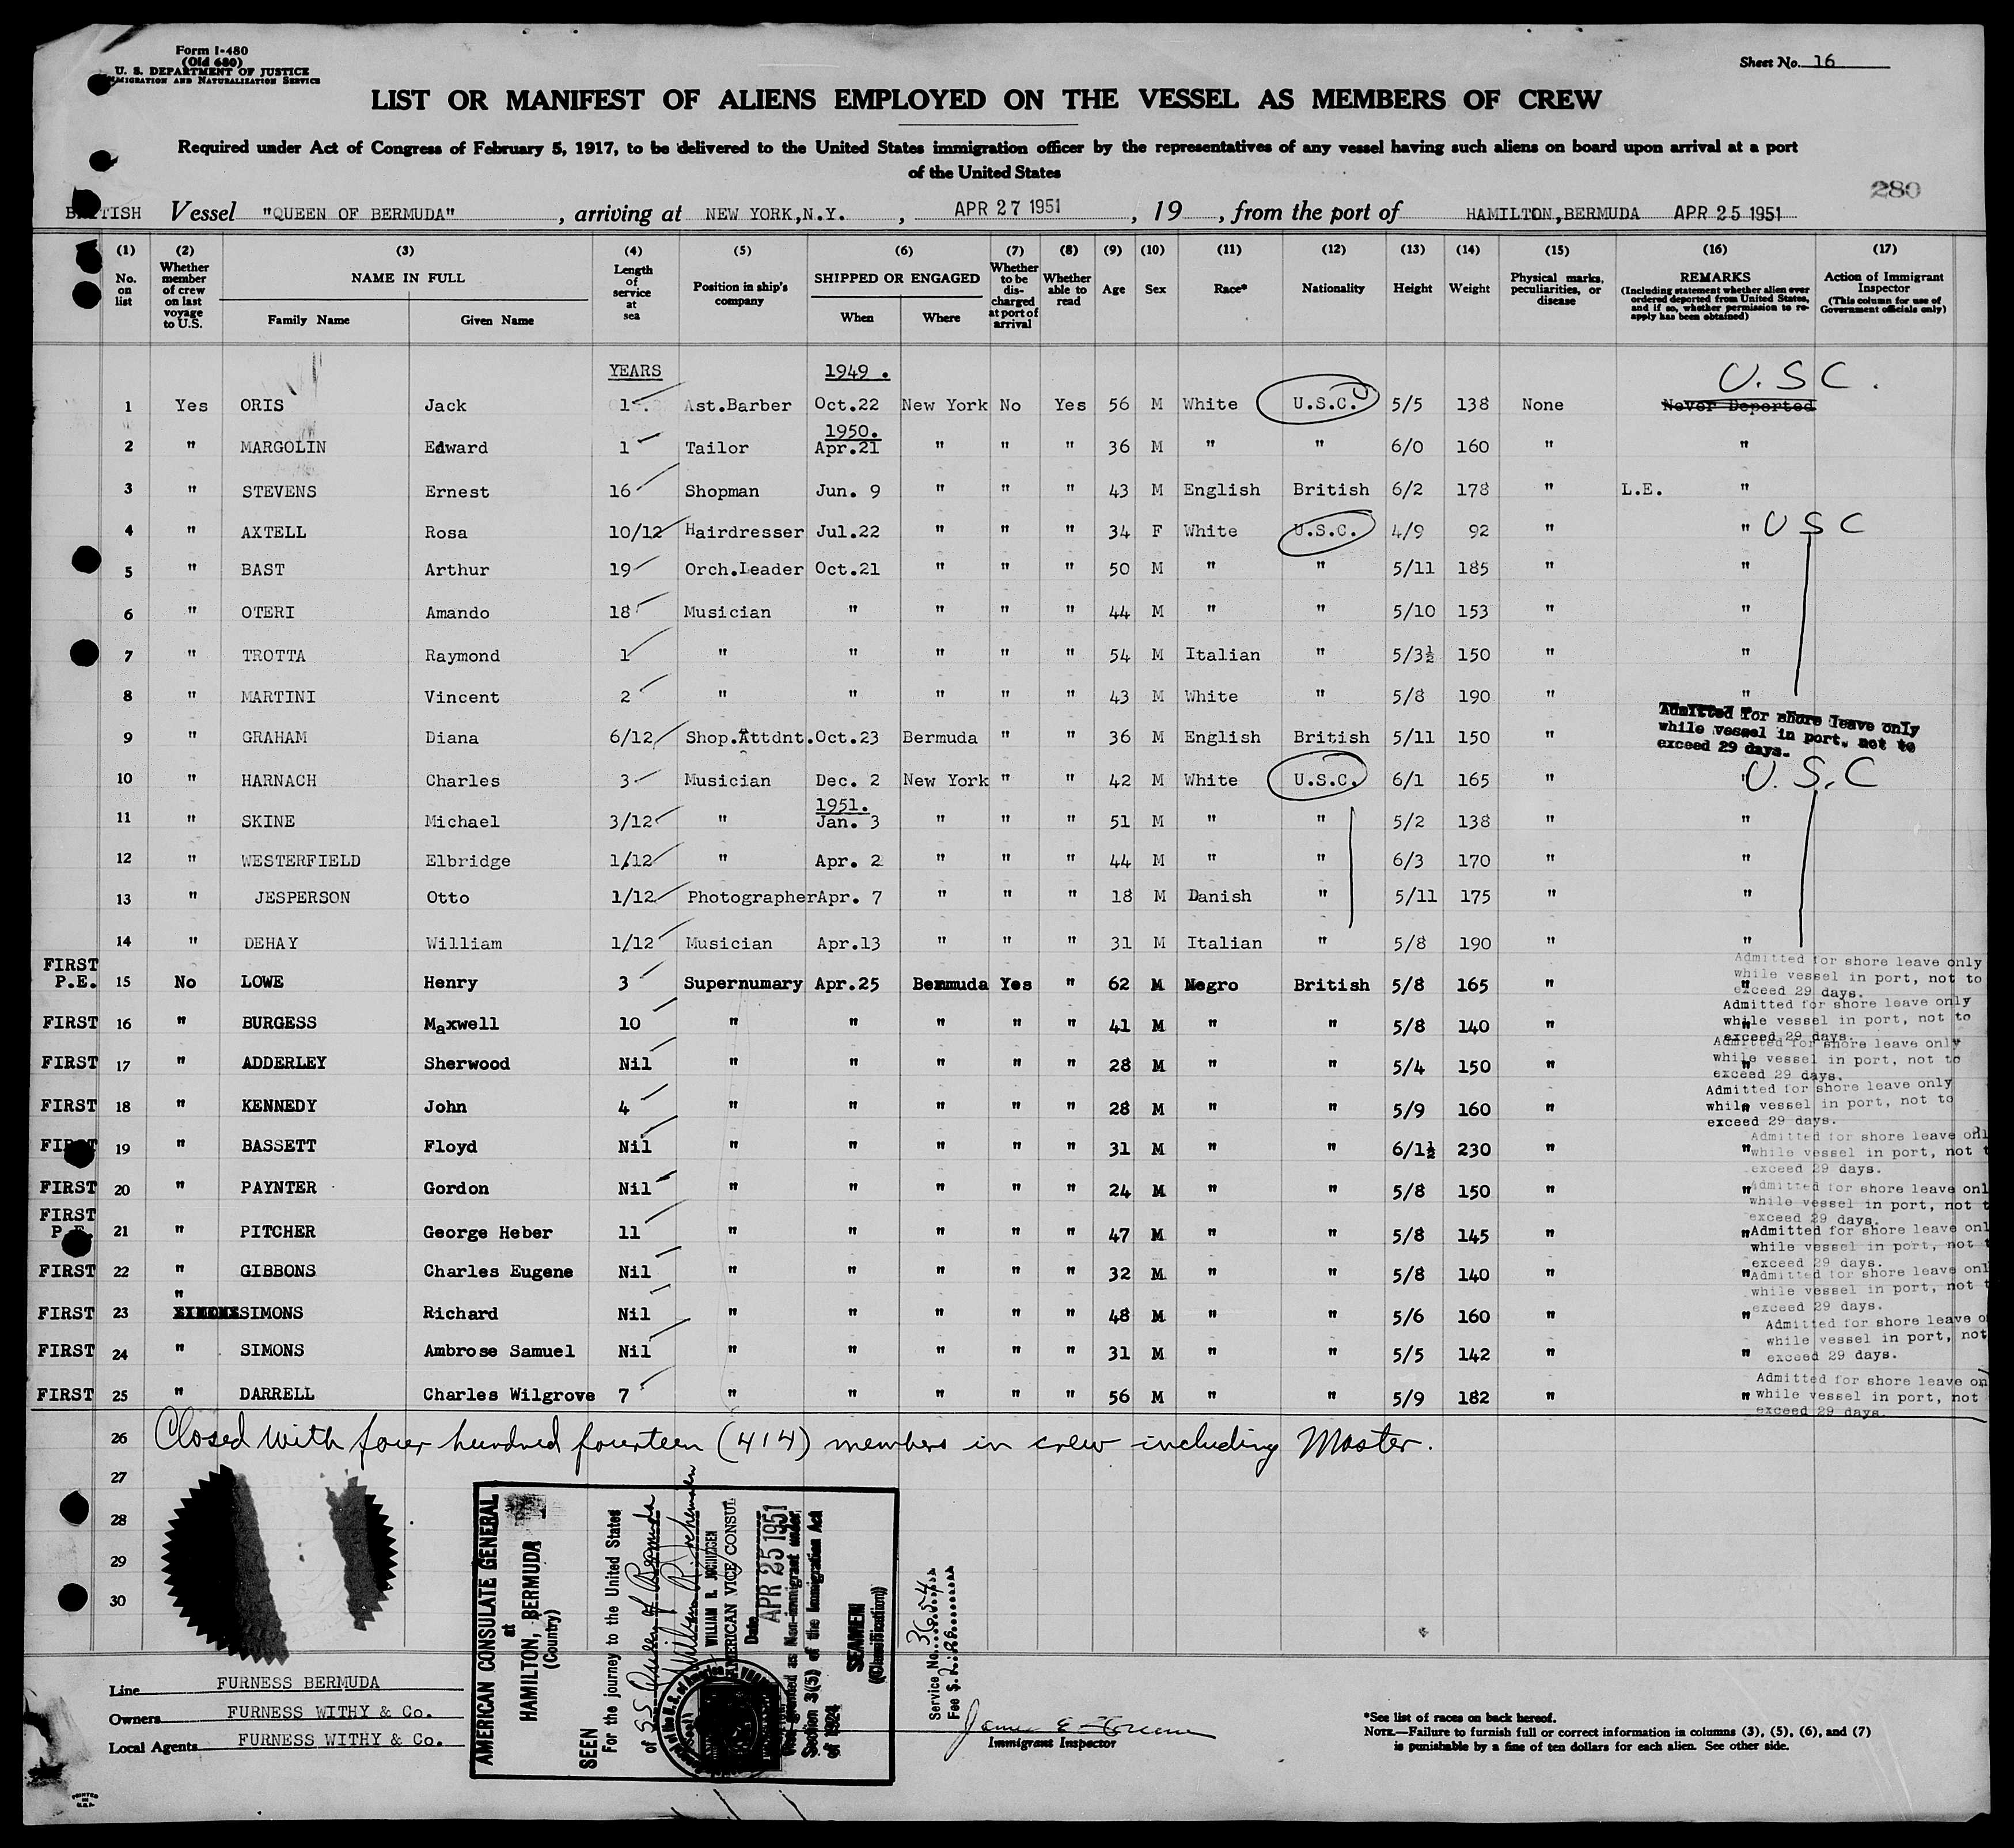 Form I-480
(Old 680)
U. S. DEPARTMENT OF JUSTICE
IMMIGRATION AND NATURALIZATION SERVICE
Sheet No. 16
LIST OR MANIFEST OF ALIENS EMPLOYED ON THE VESSEL AS MEMBERS OF CREW
Required under Act of Congress of February 5, 1917, to be delivered to the United States immigration officer by the representatives of any vessel having such aliens on board upon arrival at a port
of the United States
280
BRITISH Vessel "QUEEN OF BERMUDA" , arriving at NEW YORK,N.Y. , APR 27 1951 , 19 , from the port of HAMILTON,BERMUDA APR 25 1951
(1) (2) (3) (4) (5) (6) (7) (8) (9) (10) (11) (12) (13) (14) (15) (16) (17)
No. on list
Whether member of crew on last voyage to U.S.
NAME IN FULL
Family Name Given Name
Length of service at sea
Position in ship's company
SHIPPED OR ENGAGED
When Where
Whether to be discharged at port of arrival
Whether able to read
Age
Sex
Race*
Nationality
Height
Weight
Physical marks, peculiarities, or disease
REMARKS
(Including statement whether alien ever ordered deported from United States, and if so, whether permission to re-apply has been obtained)
Action of Immigrant Inspector
(This column for use of Government officials only)
YEARS 1949 . U.S.C.
1 Yes ORIS Jack 1 Ast.Barber Oct.22 New York No Yes 56 M White U.S.C. 5/5 138 None Never Deported
1950.
2 " MARGOLIN Edward 1 Tailor Apr.21 " " " 36 M " " 6/0 160 " "
3 " STEVENS Ernest 16 Shopman Jun. 9 " " " 43 M English British 6/2 178 " L.E. "
4 " AXTELL Rosa 10/12 Hairdresser Jul.22 " " " 34 F White U.S.C. 4/9 92 " " USC
5 " BAST Arthur 19 Orch.Leader Oct.21 " " " 50 M " " 5/11 185 " "
6 " OTERI Amando 18 Musician " " " " 44 M " " 5/10 153 " "
7 " TROTTA Raymond 1 " " " " " 54 M Italian " 5/3½ 150 " "
8 " MARTINI Vincent 2 " " " " " 43 M White " 5/8 190 " "
9 " GRAHAM Diana 6/12 Shop.Attdnt. Oct.23 Bermuda " " 36 M English British 5/11 150 " Admitted for shore leave only while vessel in port, not to exceed 29 days.
10 " HARNACH Charles 3 Musician Dec. 2 New York " " 42 M White U.S.C. 6/1 165 " " U.S.C
1951.
11 " SKINE Michael 3/12 " Jan. 3 " " " 51 M " " 5/2 138 " "
12 " WESTERFIELD Elbridge 1/12 " Apr. 2 " " " 44 M " " 6/3 170 " "
13 " JESPERSON Otto 1/12 Photographer Apr. 7 " " " 18 M Danish " 5/11 175 " "
14 " DEHAY William 1/12 Musician Apr.13 " " " 31 M Italian " 5/8 190 " "
FIRST P.E. 15 No LOWE Henry 3 Supernumary Apr.25 Bermuda Yes " 62 M Negro British 5/8 165 " " Admitted for shore leave only while vessel in port, not to exceed 29 days.
FIRST 16 " BURGESS Maxwell 10 " " " " " 41 M " " 5/8 140 " " Admitted for shore leave only while vessel in port, not to exceed 29 days.
FIRST 17 " ADDERLEY Sherwood Nil " " " " " 28 M " " 5/4 150 " " Admitted for shore leave only while vessel in port, not to exceed 29 days.
FIRST 18 " KENNEDY John 4 " " " " " 28 M " " 5/9 160 " " Admitted for shore leave only while vessel in port, not to exceed 29 days.
FIRST 19 " BASSETT Floyd Nil " " " " " 31 M " " 6/1½ 230 " " Admitted for shore leave onl while vessel in port, not t exceed 29 days.
FIRST 20 " PAYNTER Gordon Nil " " " " " 24 M " " 5/8 150 " " Admitted for shore leave onl while vessel in port, not t exceed 29 days.
FIRST P.E. 21 " PITCHER George Heber 11 " " " " " 47 M " " 5/8 145 " " Admitted for shore leave onl while vessel in port, not t exceed 29 days.
FIRST 22 " GIBBONS Charles Eugene Nil " " " " " 32 M " " 5/8 140 " " Admitted for shore leave onl while vessel in port, not t exceed 29 days.
FIRST 23 " SIMONS Richard Nil " " " " " 48 M " " 5/6 160 " "
FIRST 24 " SIMONS Ambrose Samuel Nil " " " " " 31 M " " 5/5 142 " " Admitted for shore leave o while vessel in port, not exceed 29 days.
FIRST 25 " DARRELL Charles Wilgrove 7 " " " " " 56 M " " 5/9 182 " " Admitted for shore leave on while vessel in port, not exceed 29 days.
26 Closed with four hundred fourteen (414) members in crew including Master.
27
28
29
30
AMERICAN CONSULATE GENERAL
at
HAMILTON, BERMUDA
(Country)
SEEN
For the journey to the United States
of SS Queen of Bermuda
WILLIAM R. JOCHIMSEN
AMERICAN VICE CONSUL
Date APR 25 1951
Visa granted as Non-immigrant under
Section 3(5) of the Immigration Act
of 1924
SEAMEN
(Classification)
Service No. 3654
Fee $
Line FURNESS BERMUDA
Owners FURNESS WITHY & Co.
Local Agents FURNESS WITHY & Co.
Immigrant Inspector
*See list of races on back hereof.
NOTE.—Failure to furnish full or correct information in columns (3), (5), (6), and (7)
is punishable by a fine of ten dollars for each alien. See other side.
PRINTED IN U.S.A.